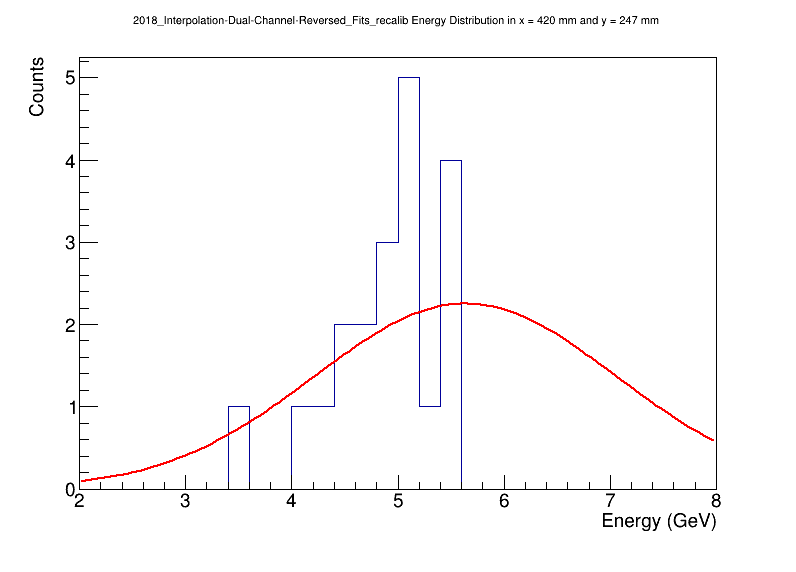 2018_Interpolation-Dual-Channel-Reversed_Fits_recalib Energy Distribution in x = 420 mm and y = 247 mm
Counts
5
4
3
2
1
0
2 3 4 5 6 7 8
Energy (GeV)